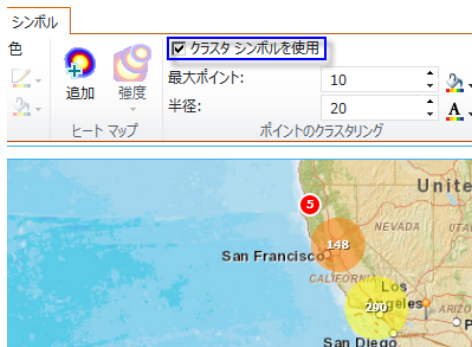 シンボル
色
追加
強度
ヒート マップ
クラスタ シンボルを使用
最大ポイント:
10
半径:
20
A
ポイントのクラスタリング
Unite
5
NEVADA
UTA
148
San Francisco
CALIFORNIA
Los
Angeles
290
ARIZO
P
San Diego